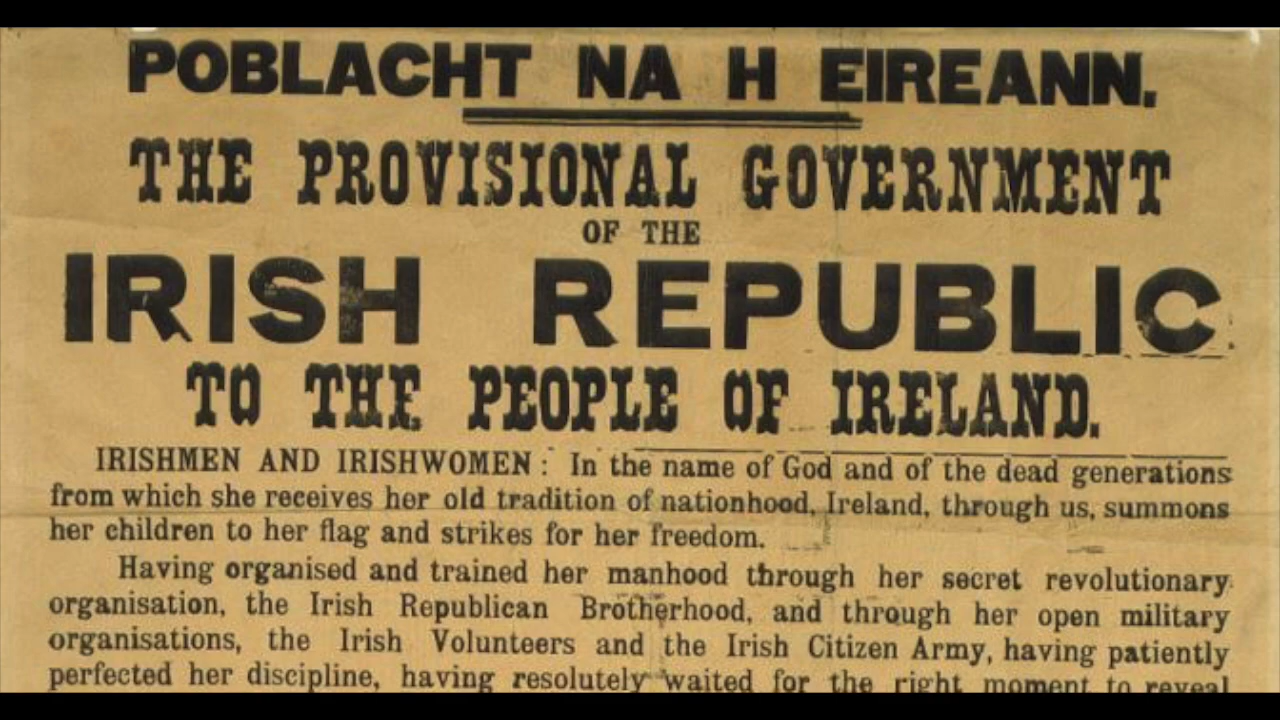 POBLACHT NA H EIREANN.
THE PROVISIONAL GOVERNMENT
OF THE
IRISH REPUBLIC
TO THE PEOPLE OF IRELAND.
IRISHMEN AND IRISHWOMEN : In the name of God and of the dead generations
from which she receives her old tradition of nationhood, Ireland, through us, summons
her children to her flag and strikes for her freedom.
Having organised and trained her manhood through her secret revolutionary
organisation, the Irish Republican Brotherhood, and through her open military
organisations, the Irish Volunteers and the Irish Citizen Army, having patiently
perfected her discipline, having resolutely waited for the right moment to reveal